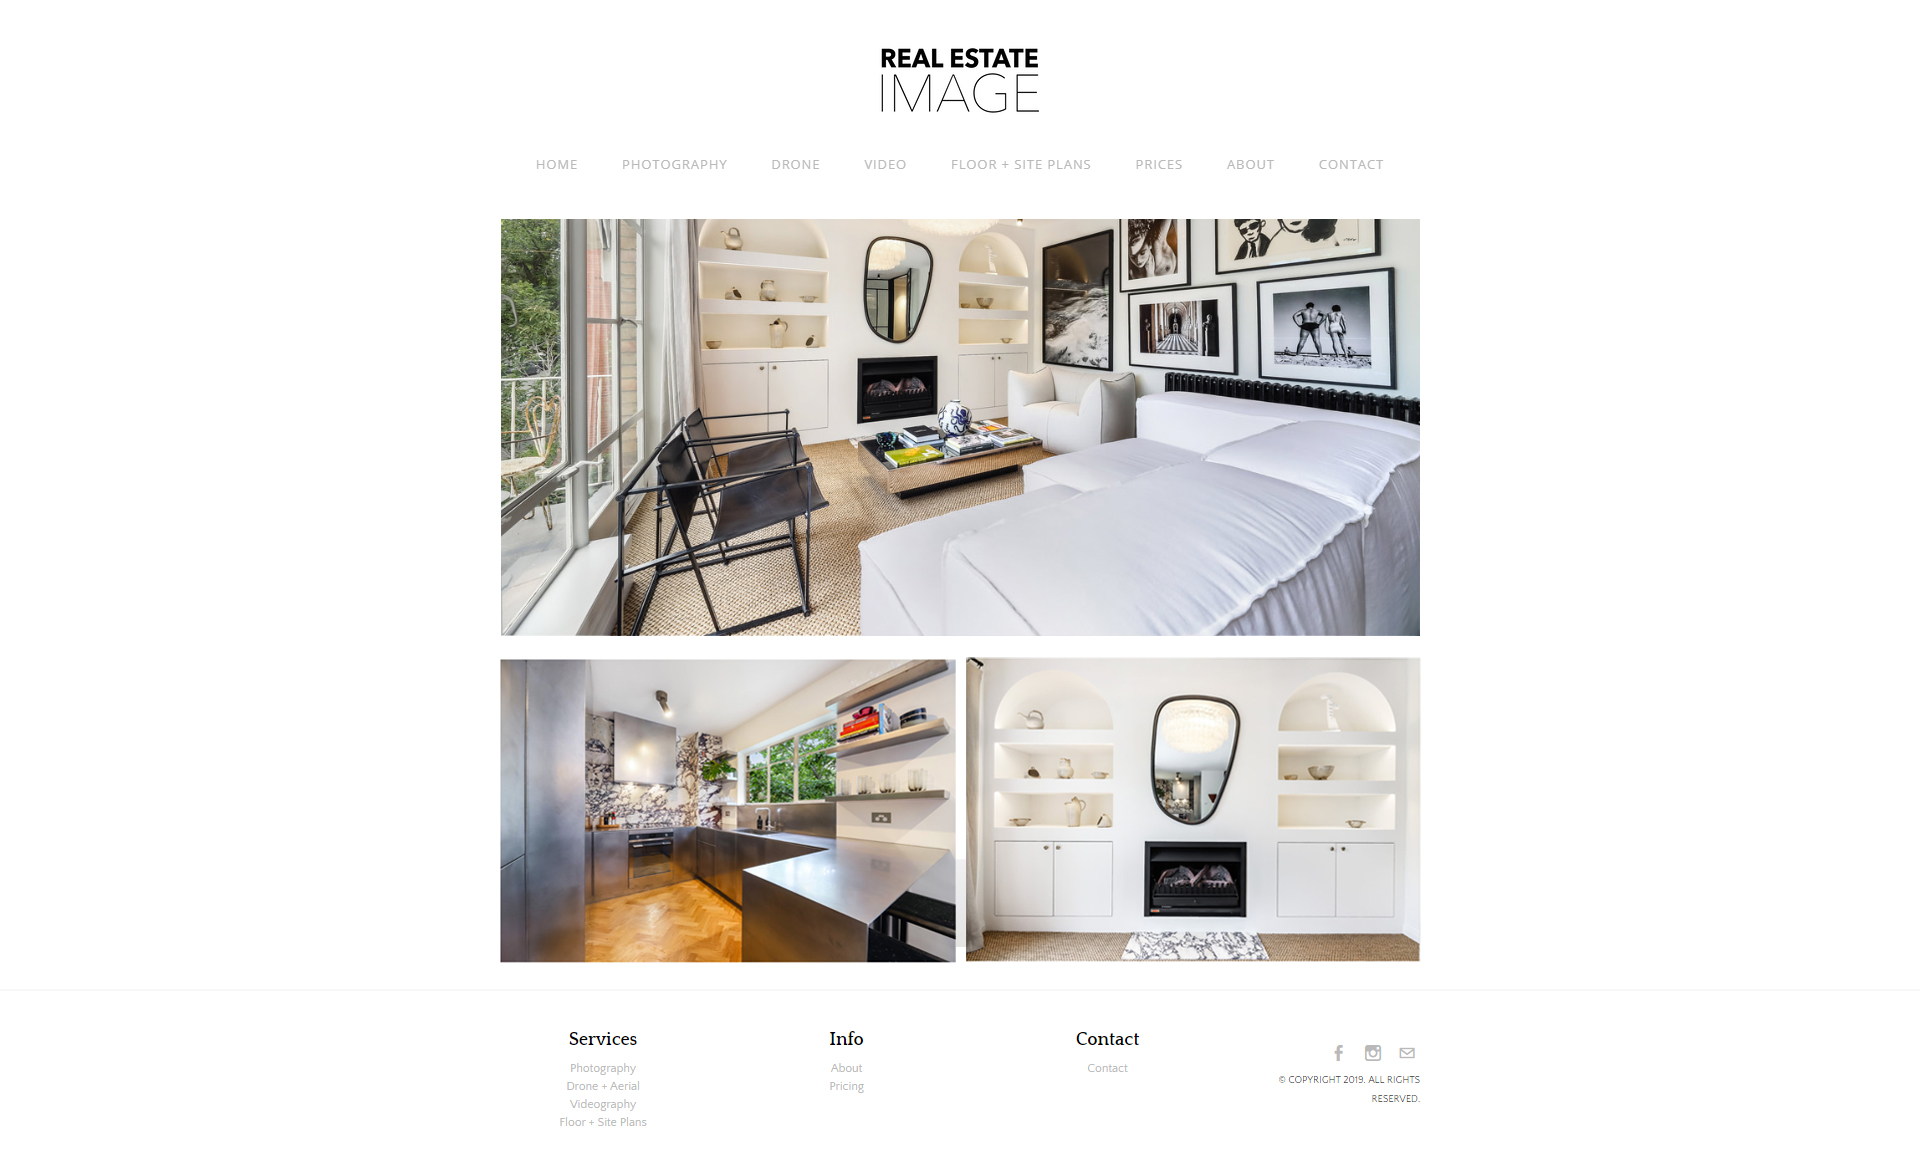 REAL ESTATE
IMAGE
HOME
PHOTOGRAPHY
DRONE
VIDEO
FLOOR + SITE PLANS
PRICES
ABOUT
CONTACT
Services
Photography
Drone + Aerial
Videography
Floor + Site Plans
Info
About
Pricing
Contact
Contact
© COPYRIGHT 2019. ALL RIGHTS
RESERVED.